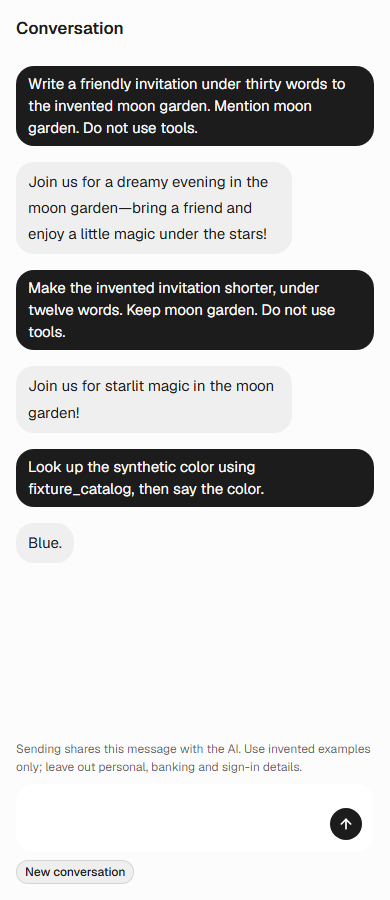 Conversation
Write a friendly invitation under thirty words to
the invented moon garden. Mention moon
garden. Do not use tools.
Join us for a dreamy evening in the
moon garden—bring a friend and
enjoy a little magic under the stars!
Make the invented invitation shorter, under
twelve words. Keep moon garden. Do not use
tools.
Join us for starlit magic in the moon
garden!
Look up the synthetic color using
fixture_catalog, then say the color.
Blue.
Sending shares this message with the AI. Use invented examples
only; leave out personal, banking and sign-in details.
New conversation